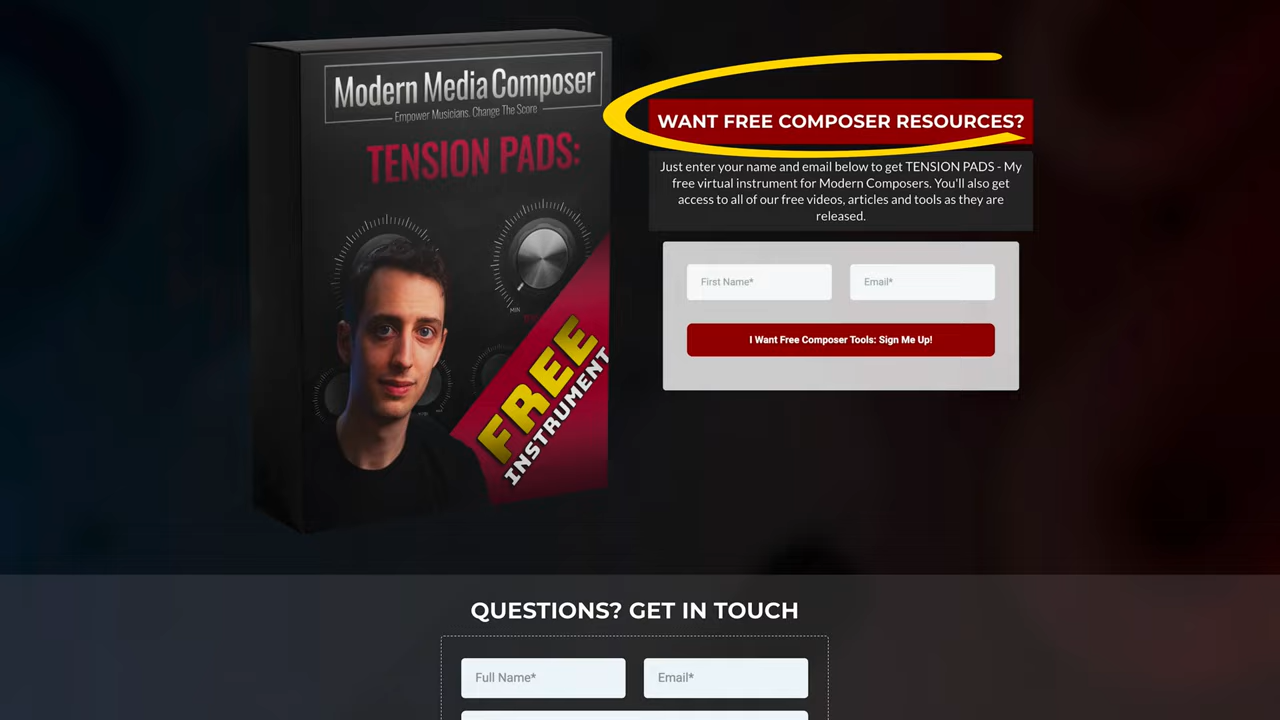 Modern Media Composer
Empower Musicians. Change The Score
TENSION PADS:
MIN
FREE
INSTRUMENT
WANT FREE COMPOSER RESOURCES?
Just enter your name and email below to get TENSION PADS - My
free virtual instrument for Modern Composers. You'll also get
access to all of our free videos, articles and tools as they are
released.
First Name*
Email*
I Want Free Composer Tools: Sign Me Up!
QUESTIONS? GET IN TOUCH
Full Name*
Email*